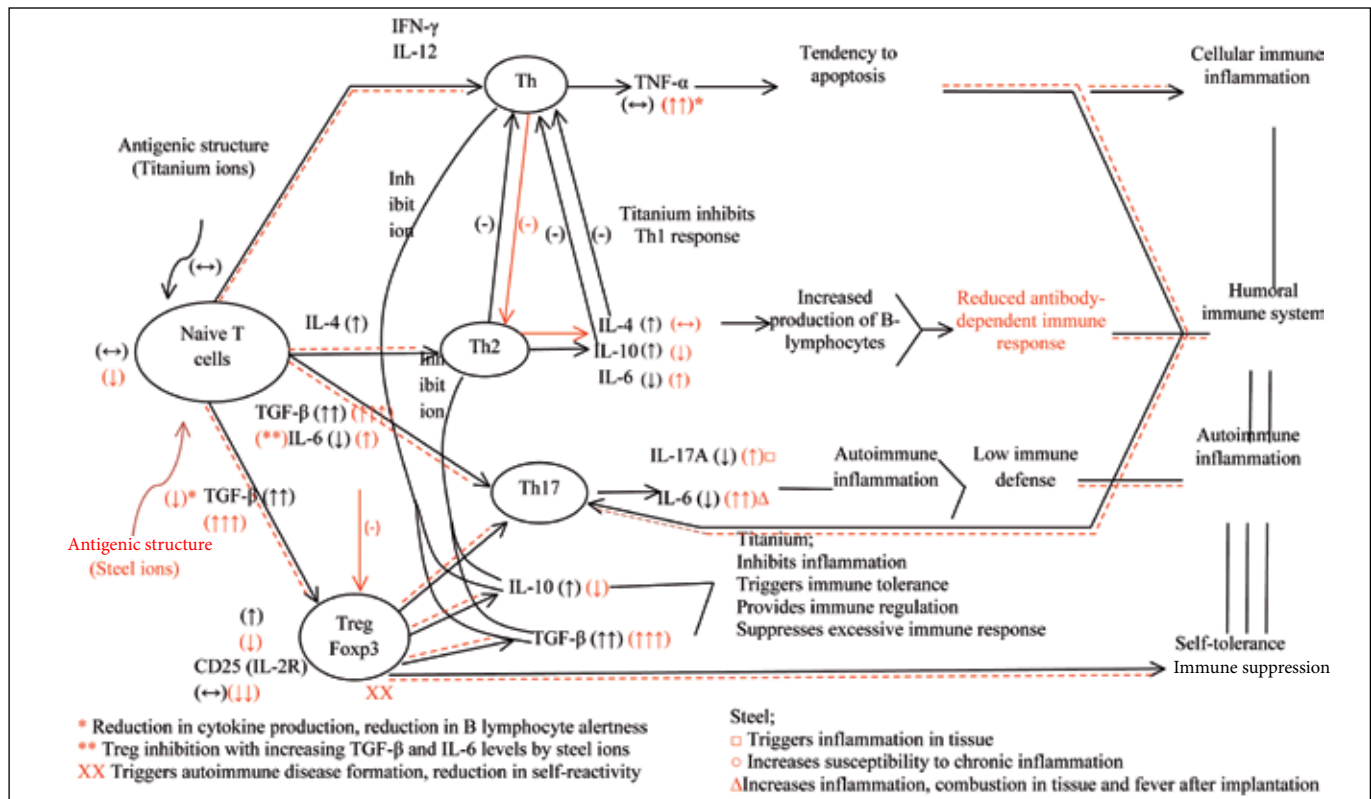 IFN-γ
IL-12
Th
TNF-α
(↔) (↑↑)*
Tendency to
apoptosis
Cellular immune
inflammation
Antigenic structure
(Titanium ions)
(↔)
Inh
ibit
ion
(-)
(-)
(-)
(-)
Titanium inhibits
Th1 response
Naive T
cells
(↔)
(↓)
IL-4 (↑)
Th2
Inh
ibit
ion
IL-4 (↑) (↔)
IL-10 (↑) (↓)
IL-6 (↓) (↑)
Increased
production of B-
lymphocytes
Reduced antibody-
dependent immune
response
Humoral
immune system
TGF-β (↑↑) (↑↑↑)
(**)IL-6 (↓) (↑)
Th17
IL-17A (↓) (↑)□
IL-6 (↓) (↑↑)Δ
Autoimmune
inflammation
Low immune
defense
Autoimmune
inflammation
(↓)* TGF-β (↑↑)
(↑↑↑)
Antigenic structure
(Steel ions)
(-)
Treg
Foxp3
(↑)
(↓)
CD25 (IL-2R)
(↔)(↓↓)
XX
IL-10 (↑) (↓)
TGF-β (↑↑) (↑↑↑)
Titanium;
Inhibits inflammation
Triggers immune tolerance
Provides immune regulation
Suppresses excessive immune response
Self-tolerance
Immune suppression
* Reduction in cytokine production, reduction in B lymphocyte alertness
** Treg inhibition with increasing TGF-β and IL-6 levels by steel ions
XX Triggers autoimmune disease formation, reduction in self-reactivity
Steel;
□ Triggers inflammation in tissue
○ Increases susceptibility to chronic inflammation
ΔIncreases inflammation, combustion in tissue and fever after implantation